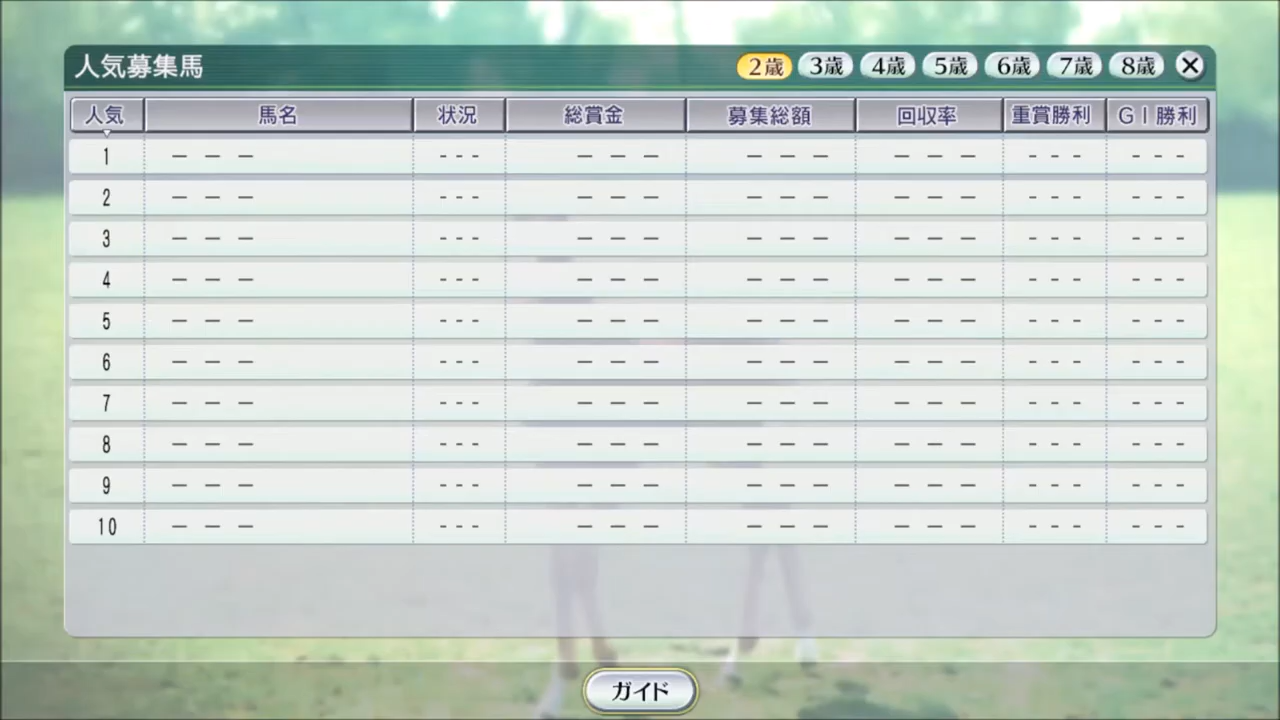 人気募集馬 2歳 3歳 4歳 5歳 6歳 7歳 8歳 ×
人気 馬名 状況 総賞金 募集総額 回収率 重賞勝利 GⅠ勝利
1 － － － - - - － － － － － － － － － - - - - - -
2 － － － - - - － － － － － － － － － - - - - - -
3 － － － - - - － － － － － － － － － - - - - - -
4 － － － - - - － － － － － － － － － - - - - - -
5 － － － - - - － － － － － － － － － - - - - - -
6 － － － - - - － － － － － － － － － - - - - - -
7 － － － - - - － － － － － － － － － - - - - - -
8 － － － - - - － － － － － － － － － - - - - - -
9 － － － - - - － － － － － － － － － - - - - - -
10 － － － - - - － － － － － － － － － - - - - - -
ガイド